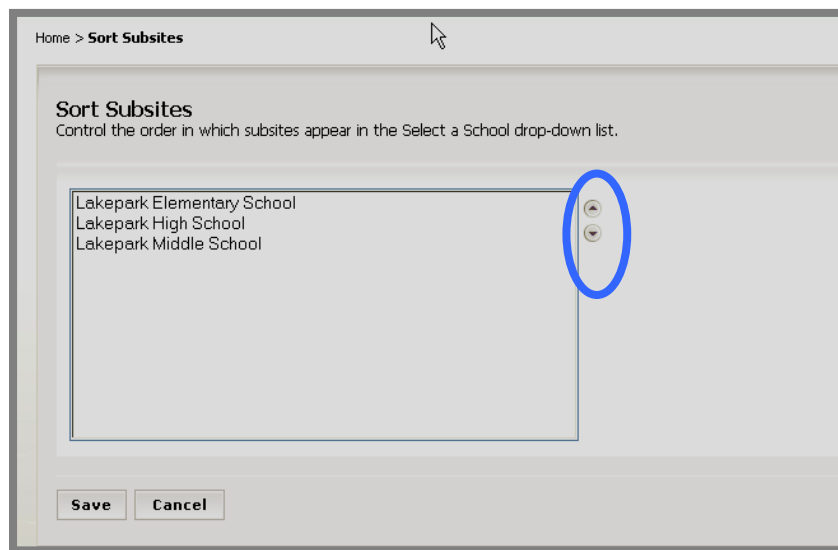 Home > Sort Subsites
Sort Subsites
Control the order in which subsites appear in the Select a School drop-down list.
Lakepark Elementary School
Lakepark High School
Lakepark Middle School
Save Cancel